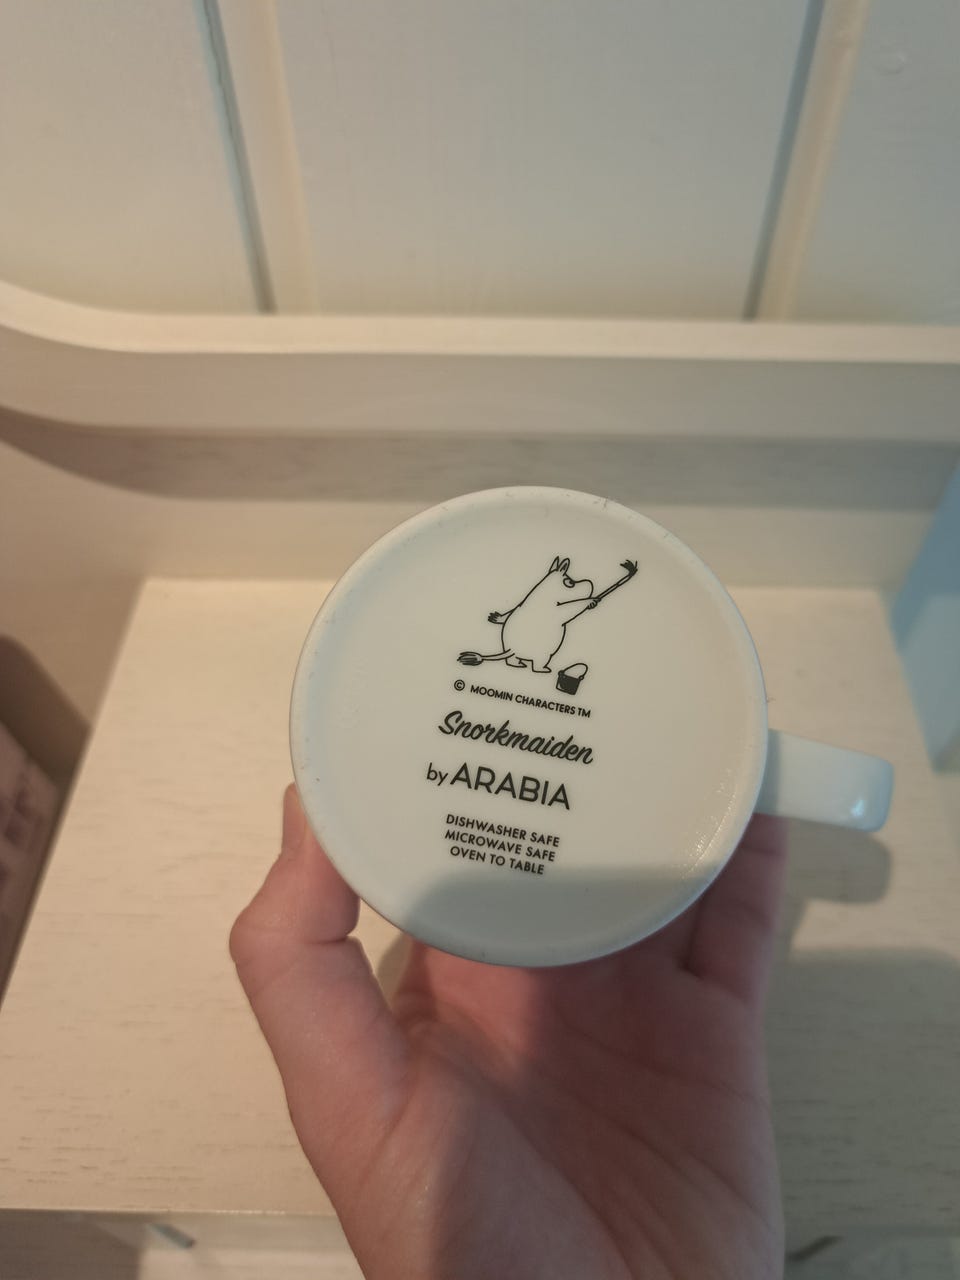 © MOOMIN CHARACTERS TM
Snorkmaiden
by ARABIA
DISHWASHER SAFE
MICROWAVE SAFE
OVEN TO TABLE